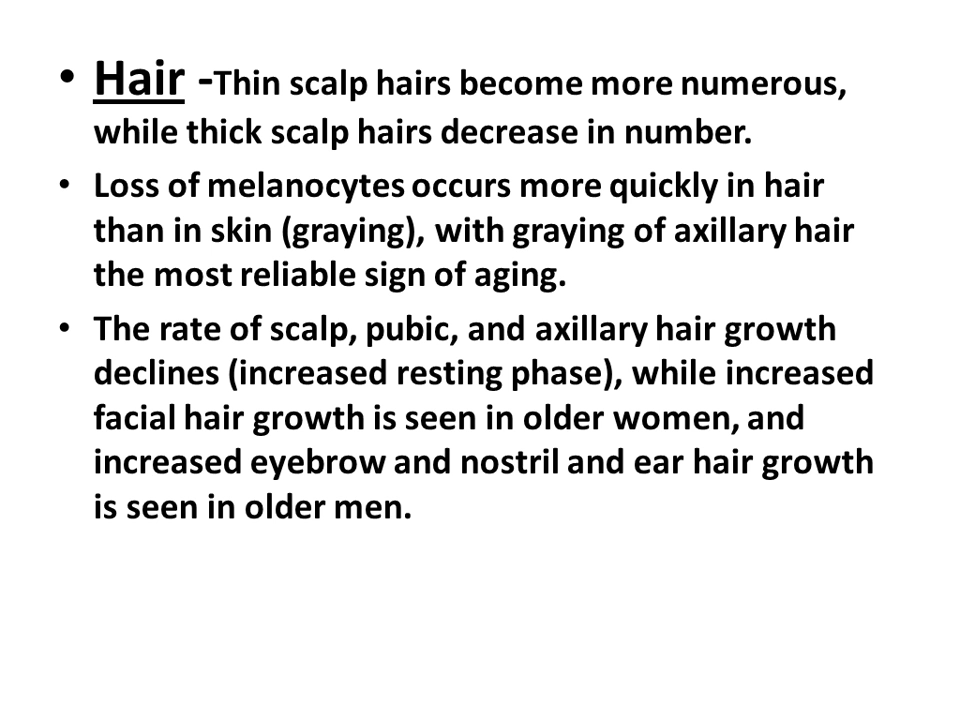 • Hair -Thin scalp hairs become more numerous,
while thick scalp hairs decrease in number.
• Loss of melanocytes occurs more quickly in hair
than in skin (graying), with graying of axillary hair
the most reliable sign of aging.
• The rate of scalp, pubic, and axillary hair growth
declines (increased resting phase), while increased
facial hair growth is seen in older women, and
increased eyebrow and nostril and ear hair growth
is seen in older men.